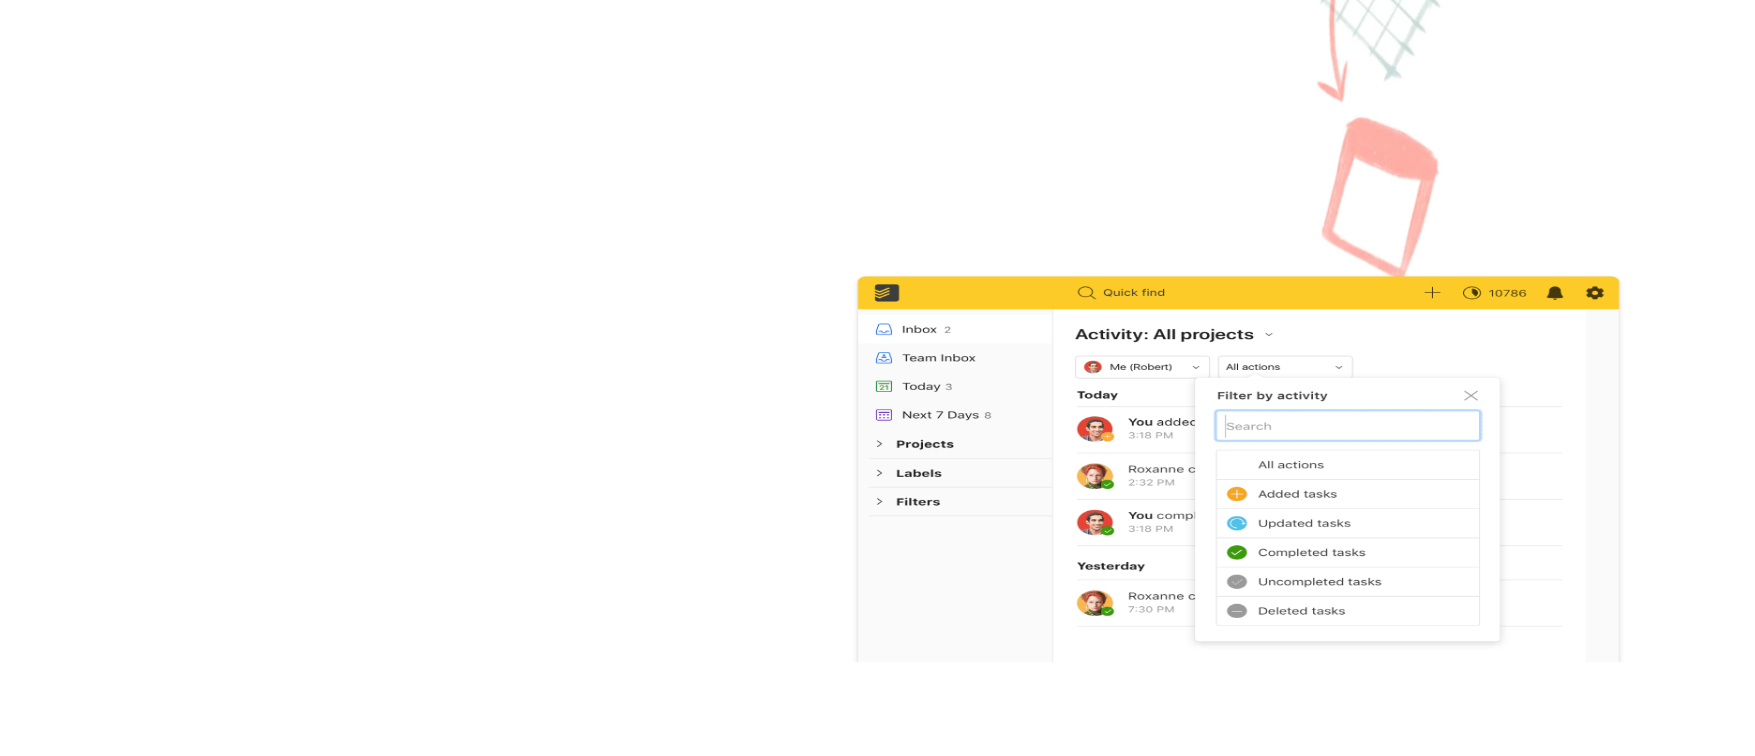 Quick find
10786
Inbox 2
Team Inbox
21 Today 3
Next 7 Days 8
Projects
Labels
Filters
Activity: All projects
Me (Robert)
All actions
Today
You added
3:18 PM
Roxanne c
2:32 PM
You compl
3:18 PM
Yesterday
Roxanne c
7:30 PM
Filter by activity
Search
All actions
Added tasks
Updated tasks
Completed tasks
Uncompleted tasks
Deleted tasks